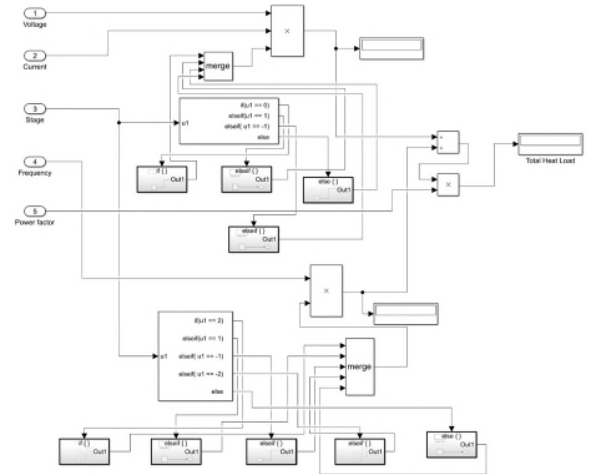 1
Voltage
2
Current
merge
3
Stage
u1
if(u1 == 0)
elseif(u1 == 1)
elseif( u1 == -1)
else
Total Heat Load
4
Frequency
if { }
Out1
elseif { }
Out1
else { }
Out1
5
Power factor
elseif { }
Out1
u1
if(u1 == 2)
elseif(u1 == 1)
elseif( u1 == -1)
elseif( u1 == -2)
else
merge
if { }
Out1
elseif { }
Out1
elseif { }
Out1
elseif { }
Out1
else { }
Out1